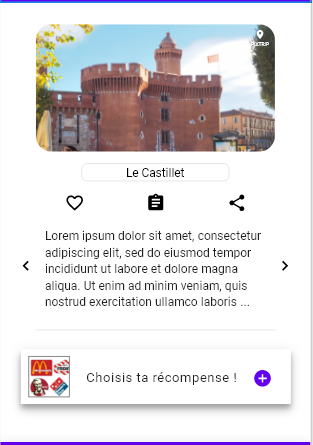 PIXTRIP
Le Castillet
Lorem ipsum dolor sit amet, consectetur
adipiscing elit, sed do eiusmod tempor
incididunt ut labore et dolore magna
aliqua. Ut enim ad minim veniam, quis
nostrud exercitation ullamco laboris ...
Choisis ta récompense !